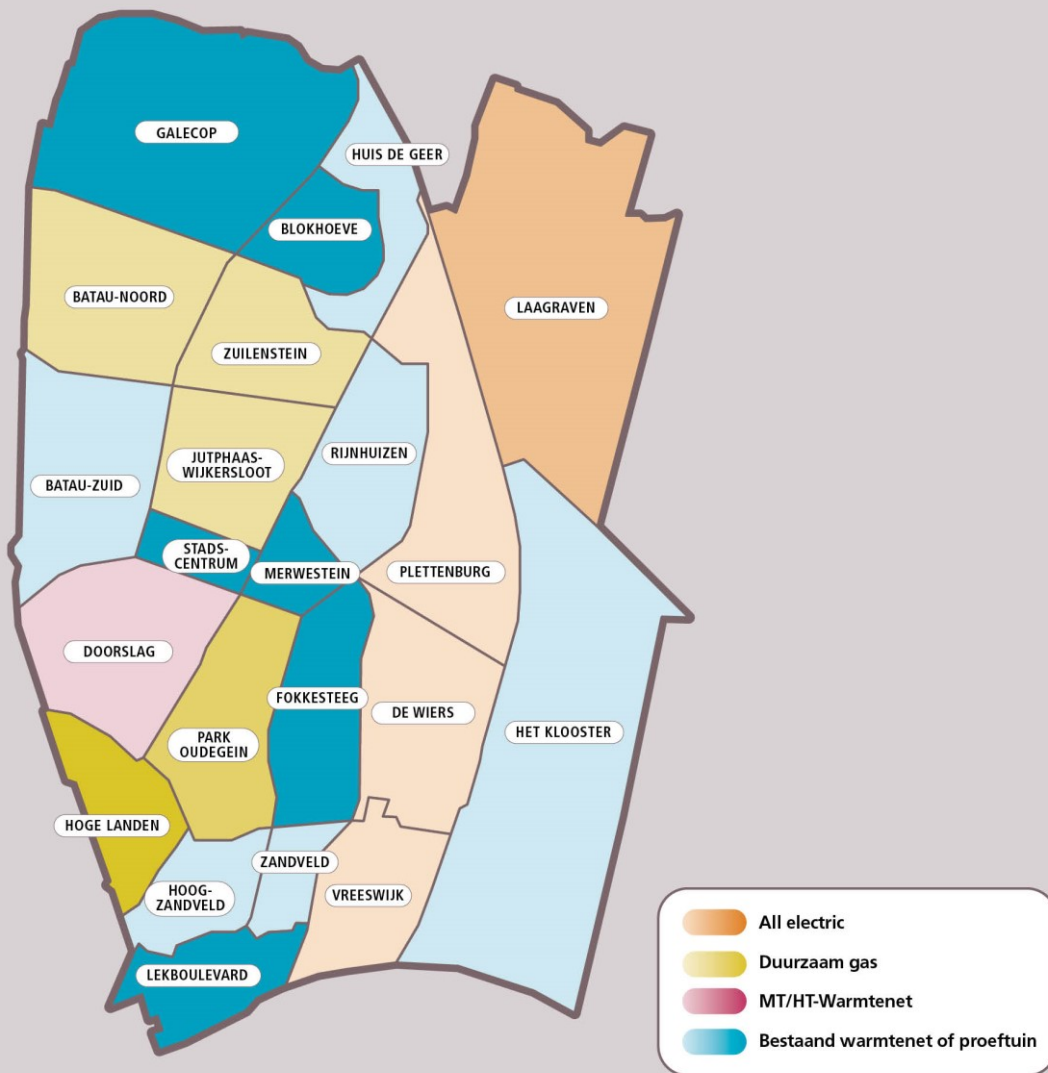 GALECOP
HUIS DE GEER
BLOKHOEVE
BATAU-NOORD
LAAGRAVEN
ZUILENSTEIN
RIJNHUIZEN
JUTPHAAS-
WIJKERSLOOT
BATAU-ZUID
STADS-
CENTRUM
MERWESTEIN
PLETTENBURG
DOORSLAG
FOKKESTEEG
DE WIERS
HET KLOOSTER
PARK
OUDEGEIN
HOGE LANDEN
ZANDVELD
HOOG-
ZANDVELD
VREESWIJK
LEKBOULEVARD
All electric
Duurzaam gas
MT/HT-Warmtenet
Bestaand warmtenet of proeftuin